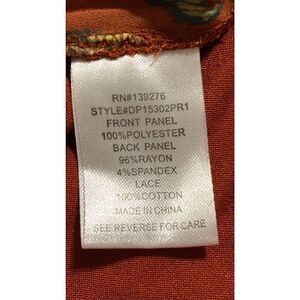 RN#139276
STYLE#DP15302PR1
FRONT PANEL
100%POLYESTER
BACK PANEL
96%RAYON
4%SPANDEX
LACE
100%COTTON
MADE IN CHINA
SEE REVERSE FOR CARE